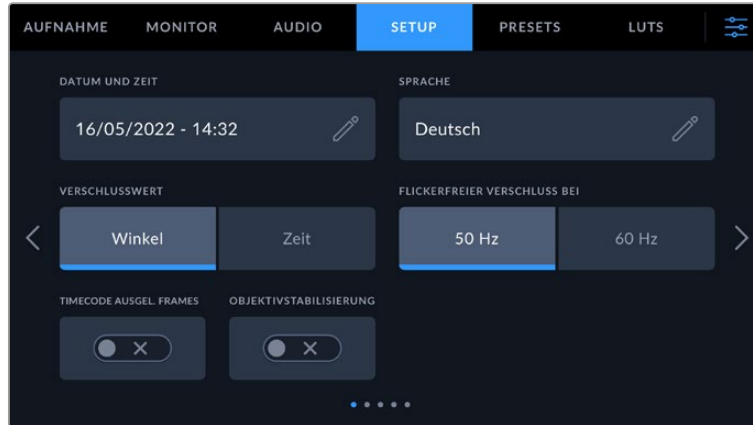 AUFNAHME MONITOR AUDIO SETUP PRESETS LUTS
DATUM UND ZEIT SPRACHE
16/05/2022 - 14:32 Deutsch
VERSCHLUSSWERT FLICKERFREIER VERSCHLUSS BEI
Winkel Zeit 50 Hz 60 Hz
TIMECODE AUSGEL. FRAMES OBJEKTIVSTABILISIERUNG